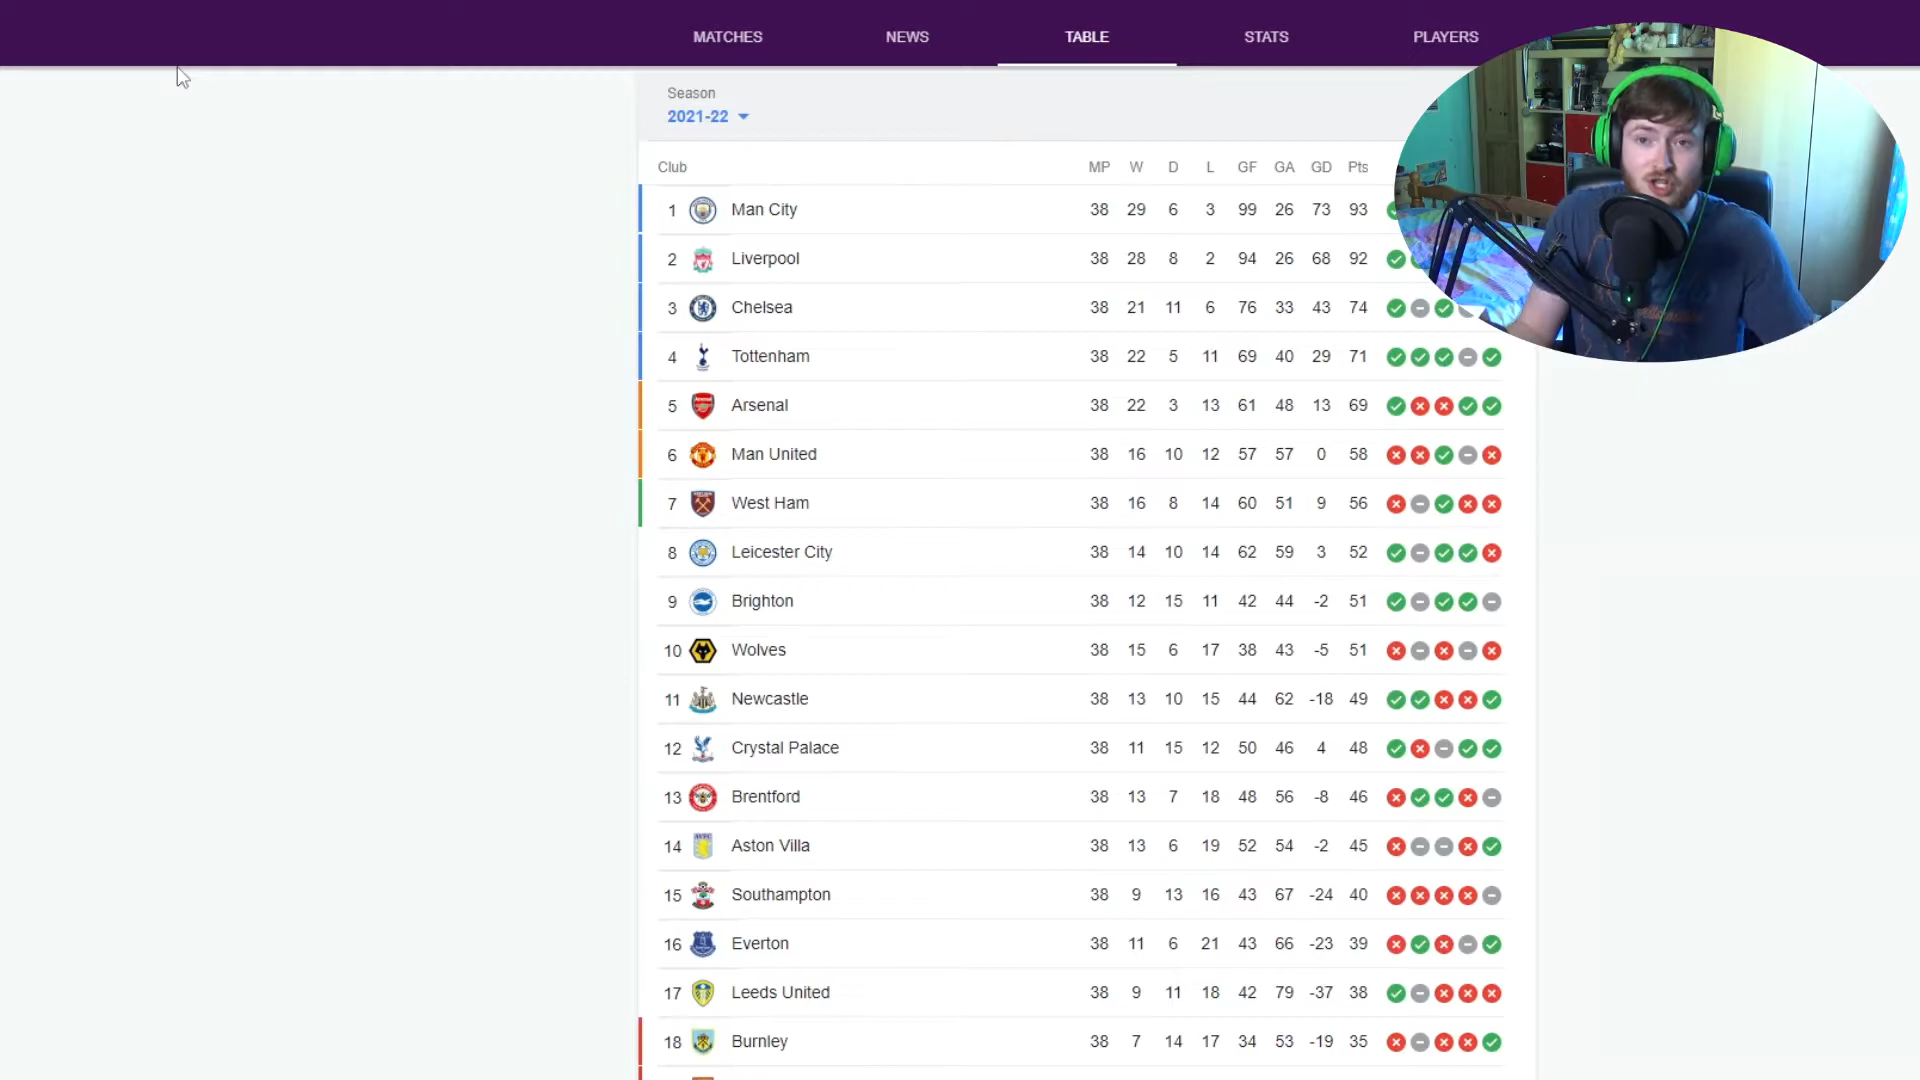 MATCHES NEWS TABLE STATS PLAYERS
Season
2021-22
Club MP W D L GF GA GD Pts
1 Man City 38 29 6 3 99 26 73 93
2 Liverpool 38 28 8 2 94 26 68 92
3 Chelsea 38 21 11 6 76 33 43 74
4 Tottenham 38 22 5 11 69 40 29 71
5 Arsenal 38 22 3 13 61 48 13 69
6 Man United 38 16 10 12 57 57 0 58
7 West Ham 38 16 8 14 60 51 9 56
8 Leicester City 38 14 10 14 62 59 3 52
9 Brighton 38 12 15 11 42 44 -2 51
10 Wolves 38 15 6 17 38 43 -5 51
11 Newcastle 38 13 10 15 44 62 -18 49
12 Crystal Palace 38 11 15 12 50 46 4 48
13 Brentford 38 13 7 18 48 56 -8 46
14 Aston Villa 38 13 6 19 52 54 -2 45
15 Southampton 38 9 13 16 43 67 -24 40
16 Everton 38 11 6 21 43 66 -23 39
17 Leeds United 38 9 11 18 42 79 -37 38
18 Burnley 38 7 14 17 34 53 -19 35